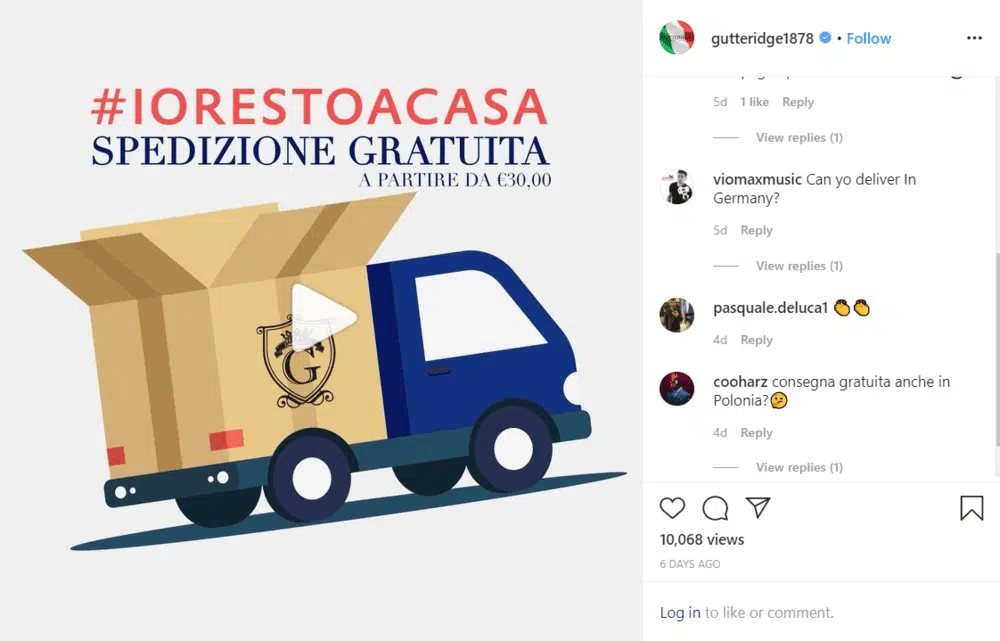 #IORESTOACASA
SPEDIZIONE GRATUITA
A PARTIRE DA €30,00
G
gutteridge1878 • Follow
5d 1 like Reply
View replies (1)
viomaxmusic Can yo deliver In
Germany?
5d Reply
View replies (1)
pasquale.deluca1 👏👏
4d Reply
cooharz consegna gratuita anche in
Polonia?🤔
4d Reply
View replies (1)
10,068 views
6 DAYS AGO
Log in to like or comment.